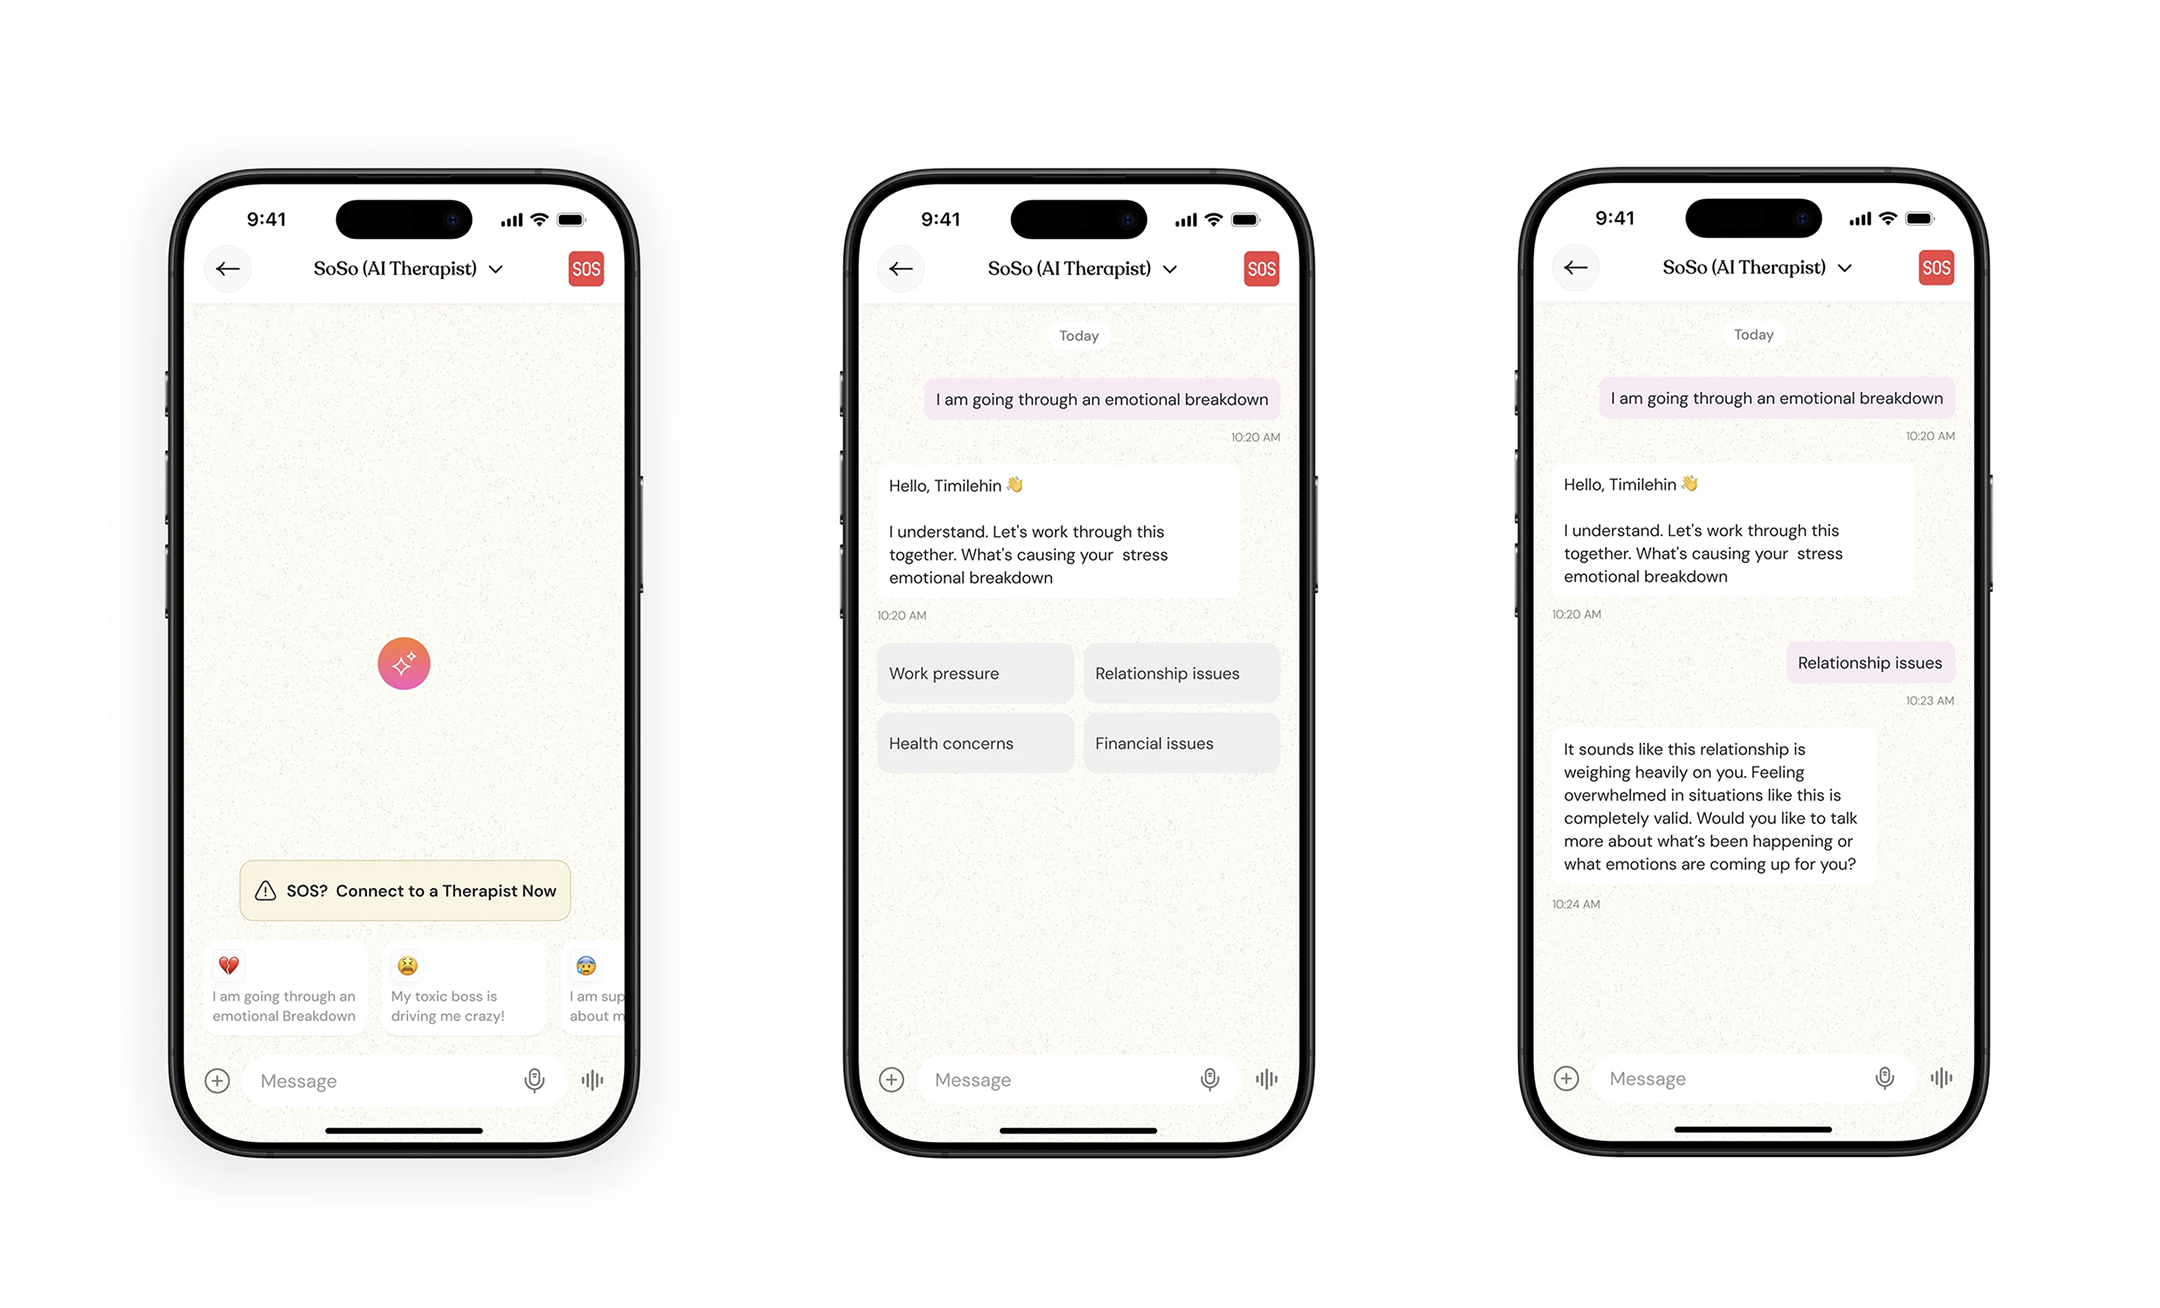 9:41
SoSo (AI Therapist)
SOS
SOS? Connect to a Therapist Now
I am going through an
emotional Breakdown
My toxic boss is
driving me crazy!
I am sup
about m
Message
9:41
SoSo (AI Therapist)
SOS
Today
I am going through an emotional breakdown
10:20 AM
Hello, Timilehin 👋
I understand. Let's work through this
together. What's causing your  stress
emotional breakdown
10:20 AM
Work pressure
Relationship issues
Health concerns
Financial issues
Message
9:41
SoSo (AI Therapist)
SOS
Today
I am going through an emotional breakdown
10:20 AM
Hello, Timilehin 👋
I understand. Let's work through this
together. What's causing your  stress
emotional breakdown
10:20 AM
Relationship issues
10:23 AM
It sounds like this relationship is
weighing heavily on you. Feeling
overwhelmed in situations like this is
completely valid. Would you like to talk
more about what’s been happening or
what emotions are coming up for you?
10:24 AM
Message